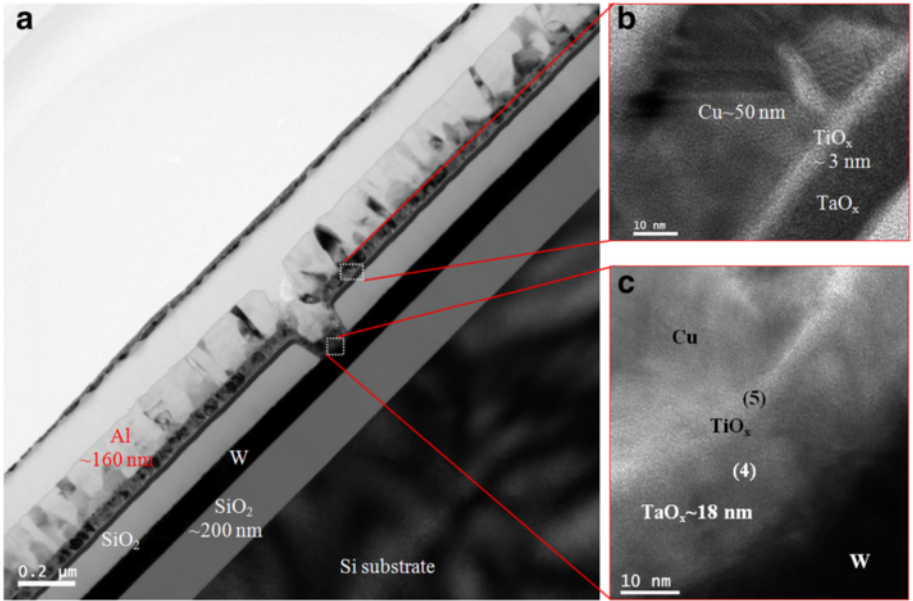 a
Al
~160 nm
W
SiO₂
~200 nm
SiO₂
0.2 μm
Si substrate
b
Cu~50 nm
TiOₓ
~ 3 nm
TaOₓ
10 nm
c
Cu
(5)
TiOₓ
(4)
TaOₓ~18 nm
W
10 nm